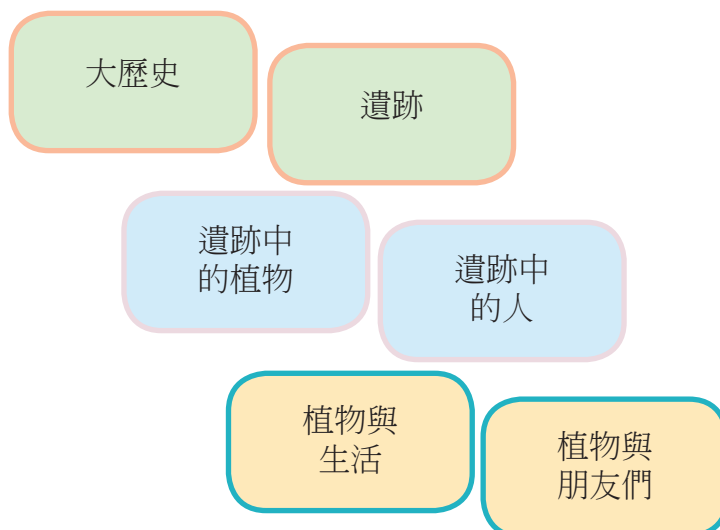 大歷史
遺跡
遺跡中
的植物
遺跡中
的人
植物與
生活
植物與
朋友們